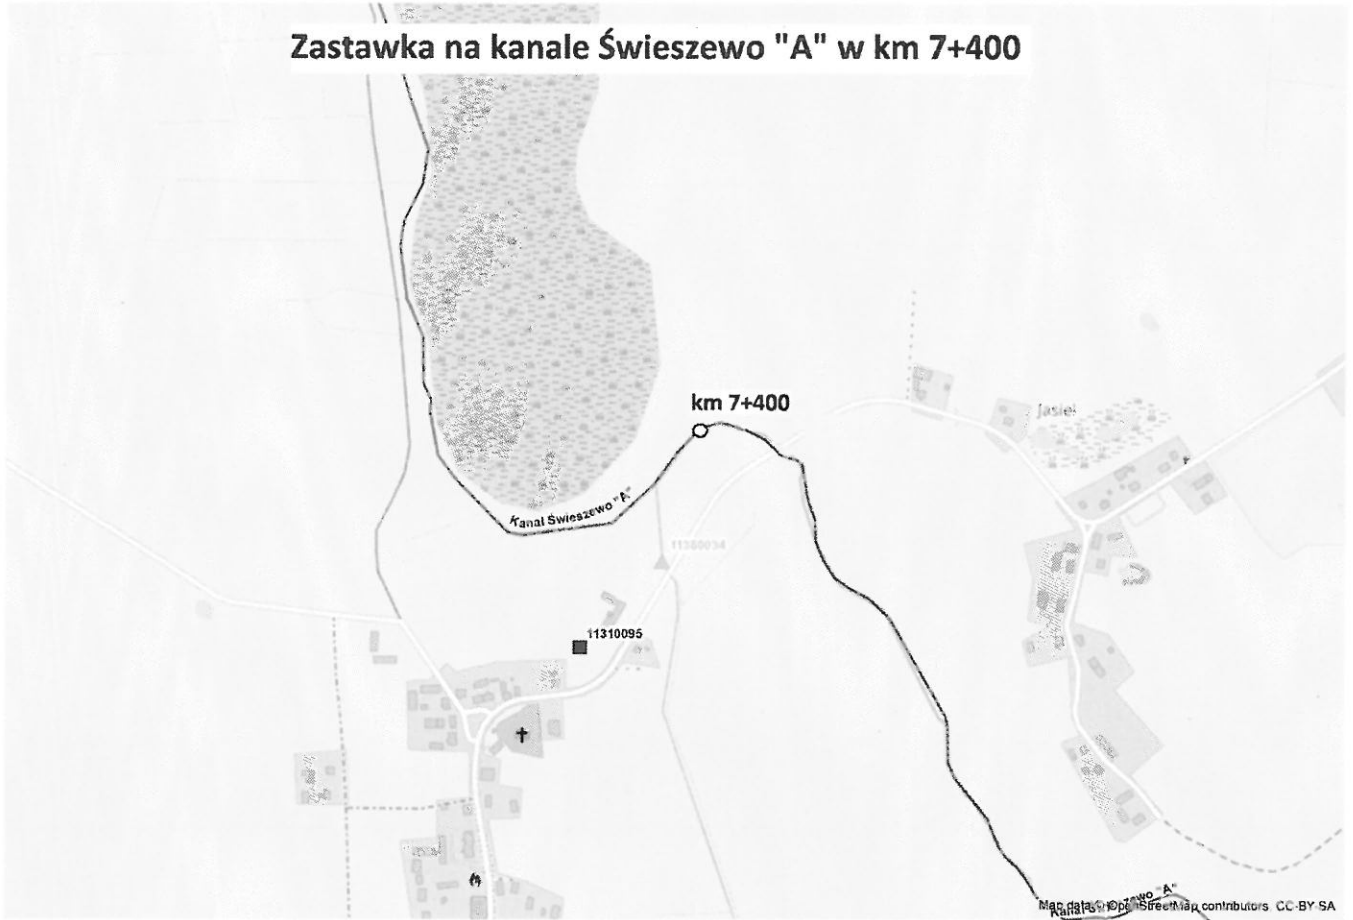 Zastawka na kanale Świeszewo "A" w km 7+400
km 7+400
Jasiel
Kanał Świeszewo "A"
11380034
11310095
"A"
Map data © OpenStreetMap contributors, CC-BY-SA